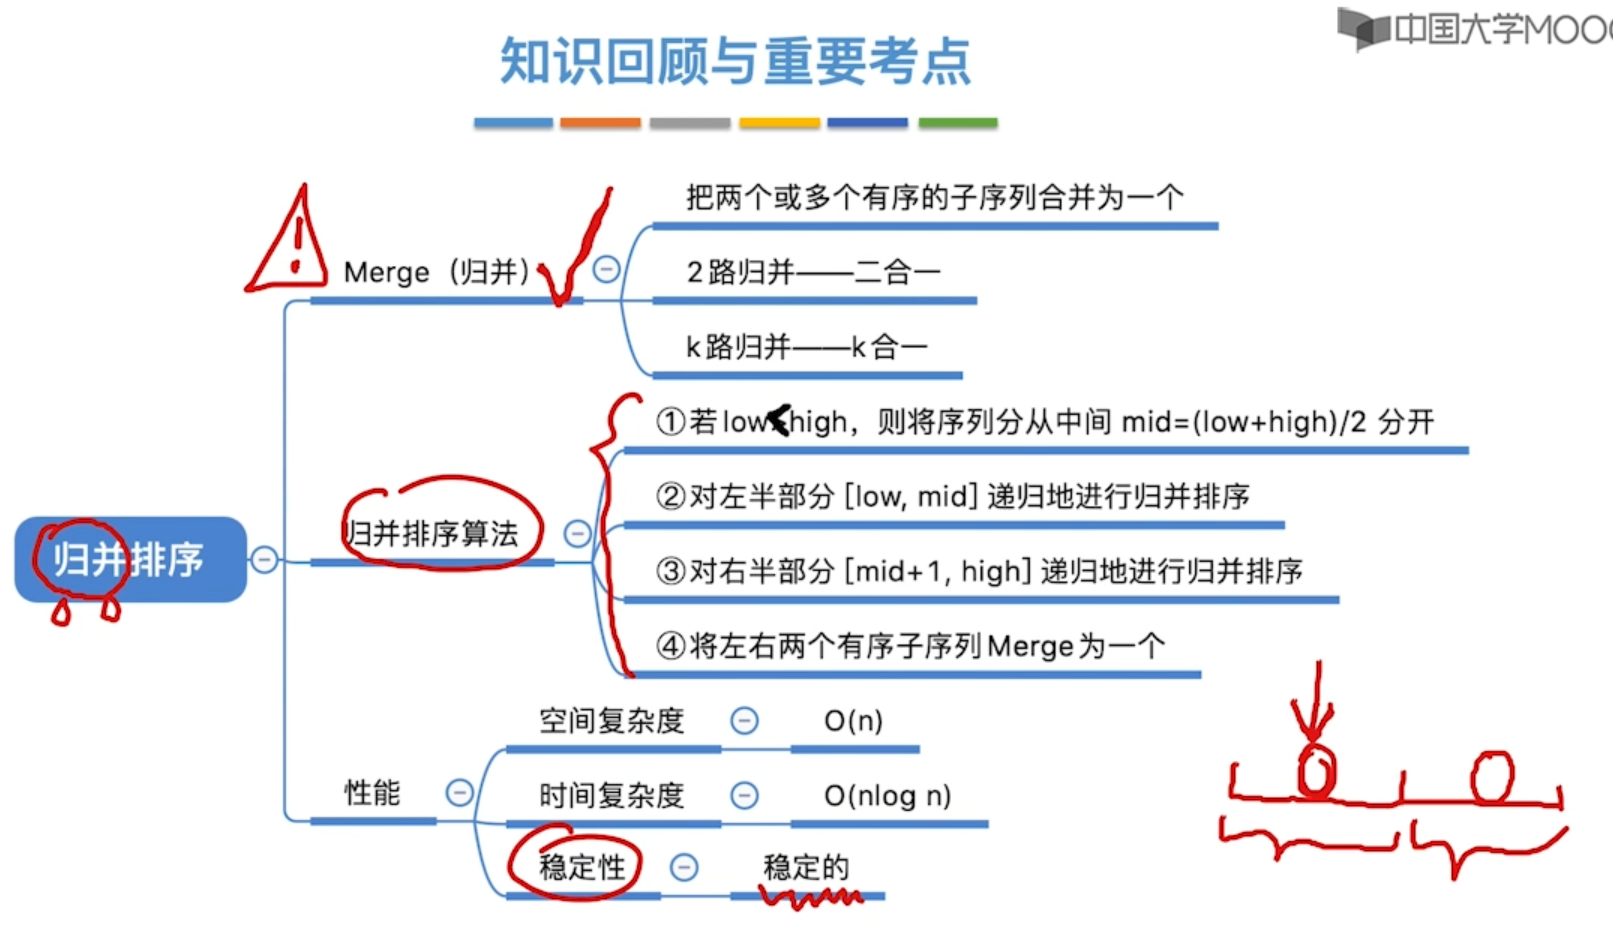 中国大学MOOC
知识回顾与重要考点
把两个或多个有序的子序列合并为一个
Merge（归并）
2路归并——二合一
k路归并——k合一
①若low<high，则将序列分从中间 mid=(low+high)/2 分开
②对左半部分 [low, mid] 递归地进行归并排序
归并排序算法
归并排序
③对右半部分 [mid+1, high] 递归地进行归并排序
④将左右两个有序子序列Merge为一个
空间复杂度
O(n)
性能
时间复杂度
O(nlog n)
稳定性
稳定的